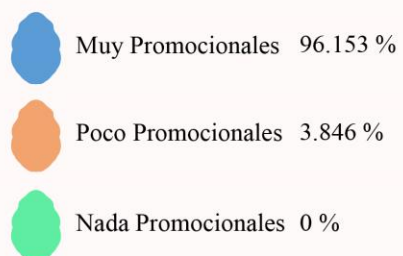 Muy Promocionales 96.153 %
Poco Promocionales 3.846 %
Nada Promocionales 0 %